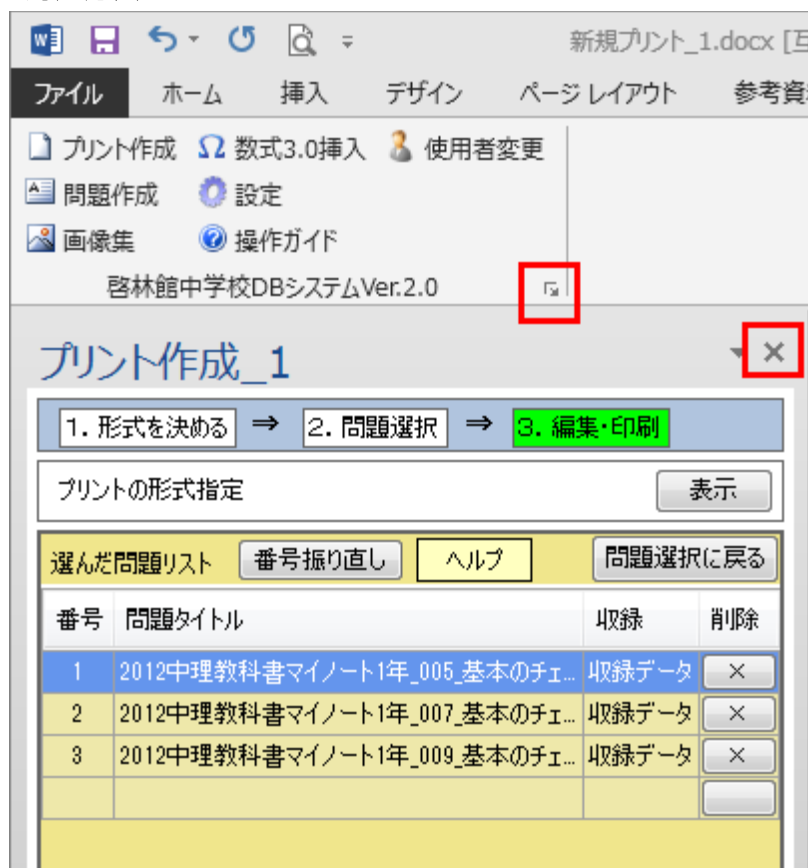 新規プリント_1.docx [互
ファイル ホーム 挿入 デザイン ページ レイアウト 参考資
プリント作成 数式3.0挿入 使用者変更
問題作成 設定
画像集 操作ガイド
啓林館中学校DBシステムVer.2.0
プリント作成_1
1. 形式を決める ⇒ 2. 問題選択 ⇒ 3. 編集・印刷
プリントの形式指定 表示
選んだ問題リスト 番号振り直し ヘルプ 問題選択に戻る
番号 問題タイトル 収録 削除
1 2012中理教科書マイノート1年_005_基本のチェ... 収録データ ×
2 2012中理教科書マイノート1年_007_基本のチェ... 収録データ ×
3 2012中理教科書マイノート1年_009_基本のチェ... 収録データ ×